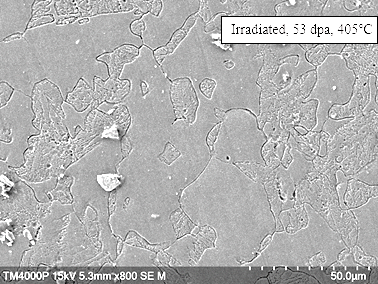 Irradiated, 53 dpa, 405°C
TM4000P 15kV 5.3mm x800 SE M
50.0µm